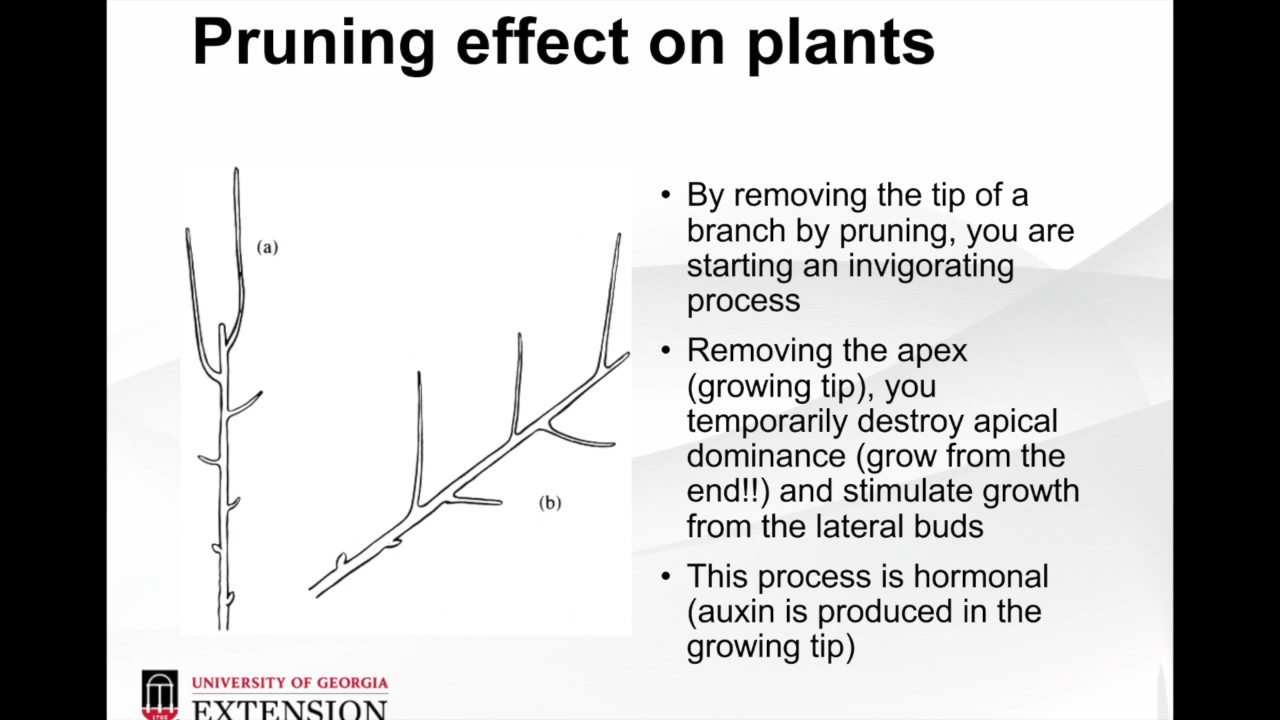 Pruning effect on plants
(a)
(b)
• By removing the tip of a
branch by pruning, you are
starting an invigorating
process
• Removing the apex
(growing tip), you
temporarily destroy apical
dominance (grow from the
end!!) and stimulate growth
from the lateral buds
• This process is hormonal
(auxin is produced in the
growing tip)
1785
UNIVERSITY OF GEORGIA
EXTENSION